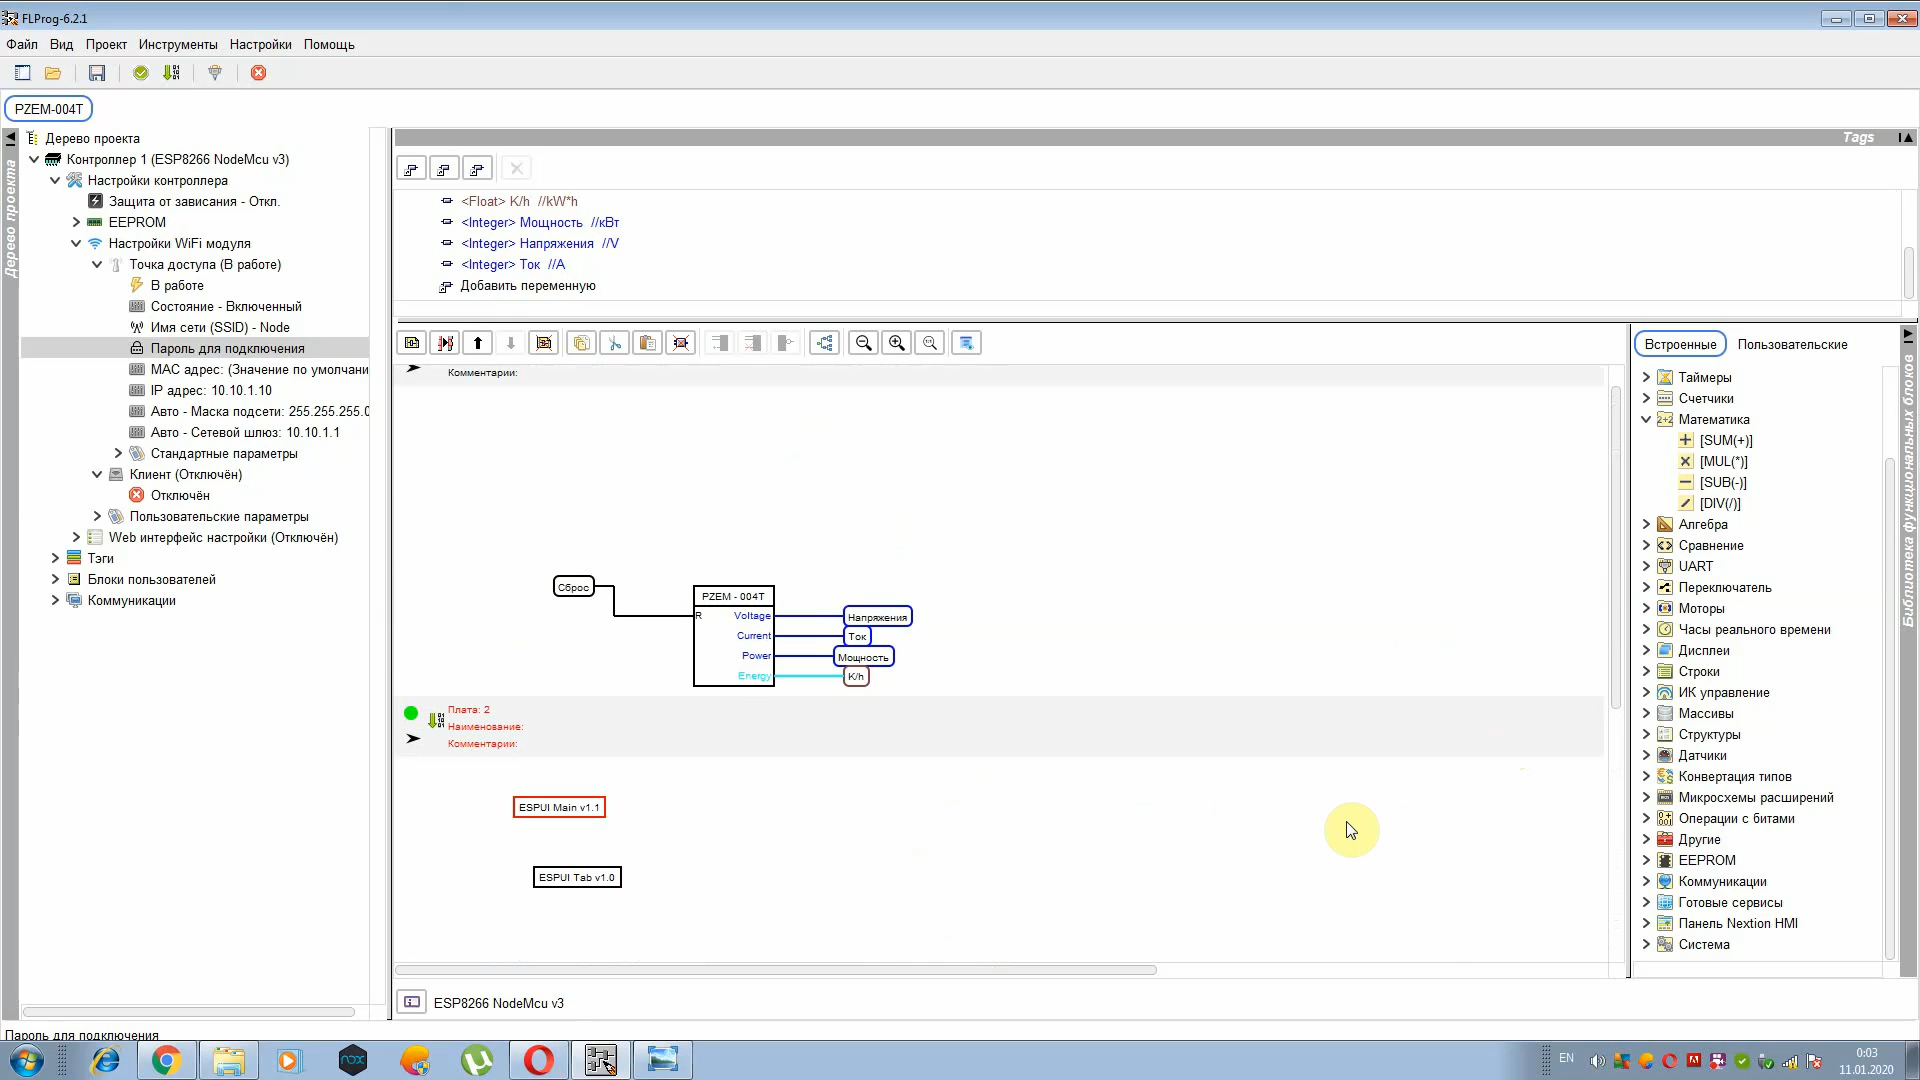 FLProg-6.2.1
Файл Вид Проект Инструменты Настройки Помощь
PZEM-004T
Дерево проекта
Дерево проекта
Контроллер 1 (ESP8266 NodeMcu v3)
Настройки контроллера
Защита от зависания - Откл.
EEPROM
Настройки WiFi модуля
Точка доступа (В работе)
В работе
Состояние - Включенный
Имя сети (SSID) - Node
Пароль для подключения
MAC адрес: (Значение по умолчани
IP адрес: 10.10.1.10
Авто - Маска подсети: 255.255.255.0
Авто - Сетевой шлюз: 10.10.1.1
Стандартные параметры
Клиент (Отключён)
Отключён
Пользовательские параметры
Web интерфейс настройки (Отключён)
Тэги
Блоки пользователей
Коммуникации
Tags
<Float> K/h //kW*h
<Integer> Мощность //кВт
<Integer> Напряжения //V
<Integer> Ток //A
Добавить переменную
Комментарии:
Сброс
PZEM - 004T
R Voltage
Напряжения
Current
Ток
Power
Мощность
Energy
K/h
Плата: 2
Наименование:
Комментарии:
ESPUI Main v1.1
ESPUI Tab v1.0
ESP8266 NodeMcu v3
Встроенные Пользовательские
Таймеры
Счетчики
Математика
[SUM(+)]
[MUL(*)]
[SUB(-)]
[DIV(/)]
Алгебра
Сравнение
UART
Переключатель
Моторы
Часы реального времени
Дисплеи
Строки
ИК управление
Массивы
Структуры
Датчики
Конвертация типов
Микросхемы расширений
Операции с битами
Другие
EEPROM
Коммуникации
Готовые сервисы
Панель Nextion HMI
Система
Библиотека функциональных блоков
Пароль для подключения
nox
EN
0:03
11.01.2020